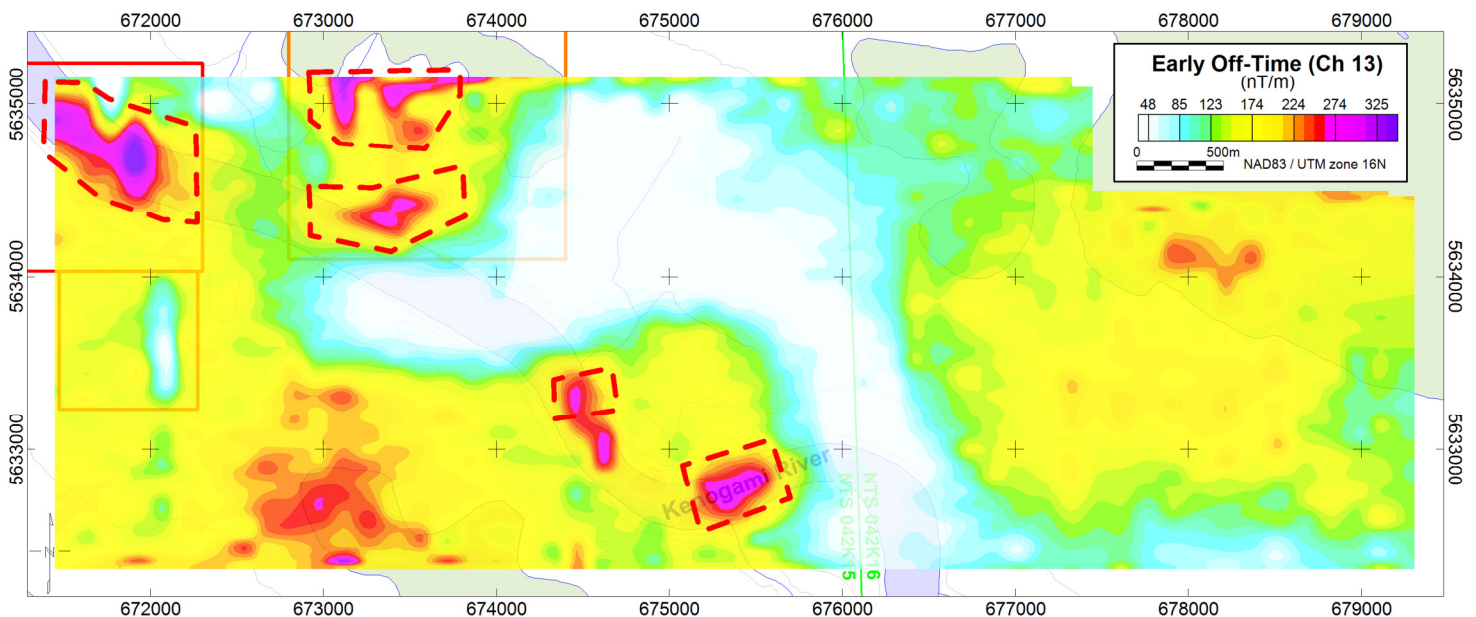 672000 673000 674000 675000 676000 677000 678000 679000
5635000
5634000
5633000
Early Off-Time (Ch 13)
(nT/m)
48 85 123 174 224 274 325
0 500m
NAD83 / UTM zone 16N
5635000
5634000
5633000
Kenogami River
NTS 042K15
NTS 042K16
N
672000 673000 674000 675000 676000 677000 678000 679000